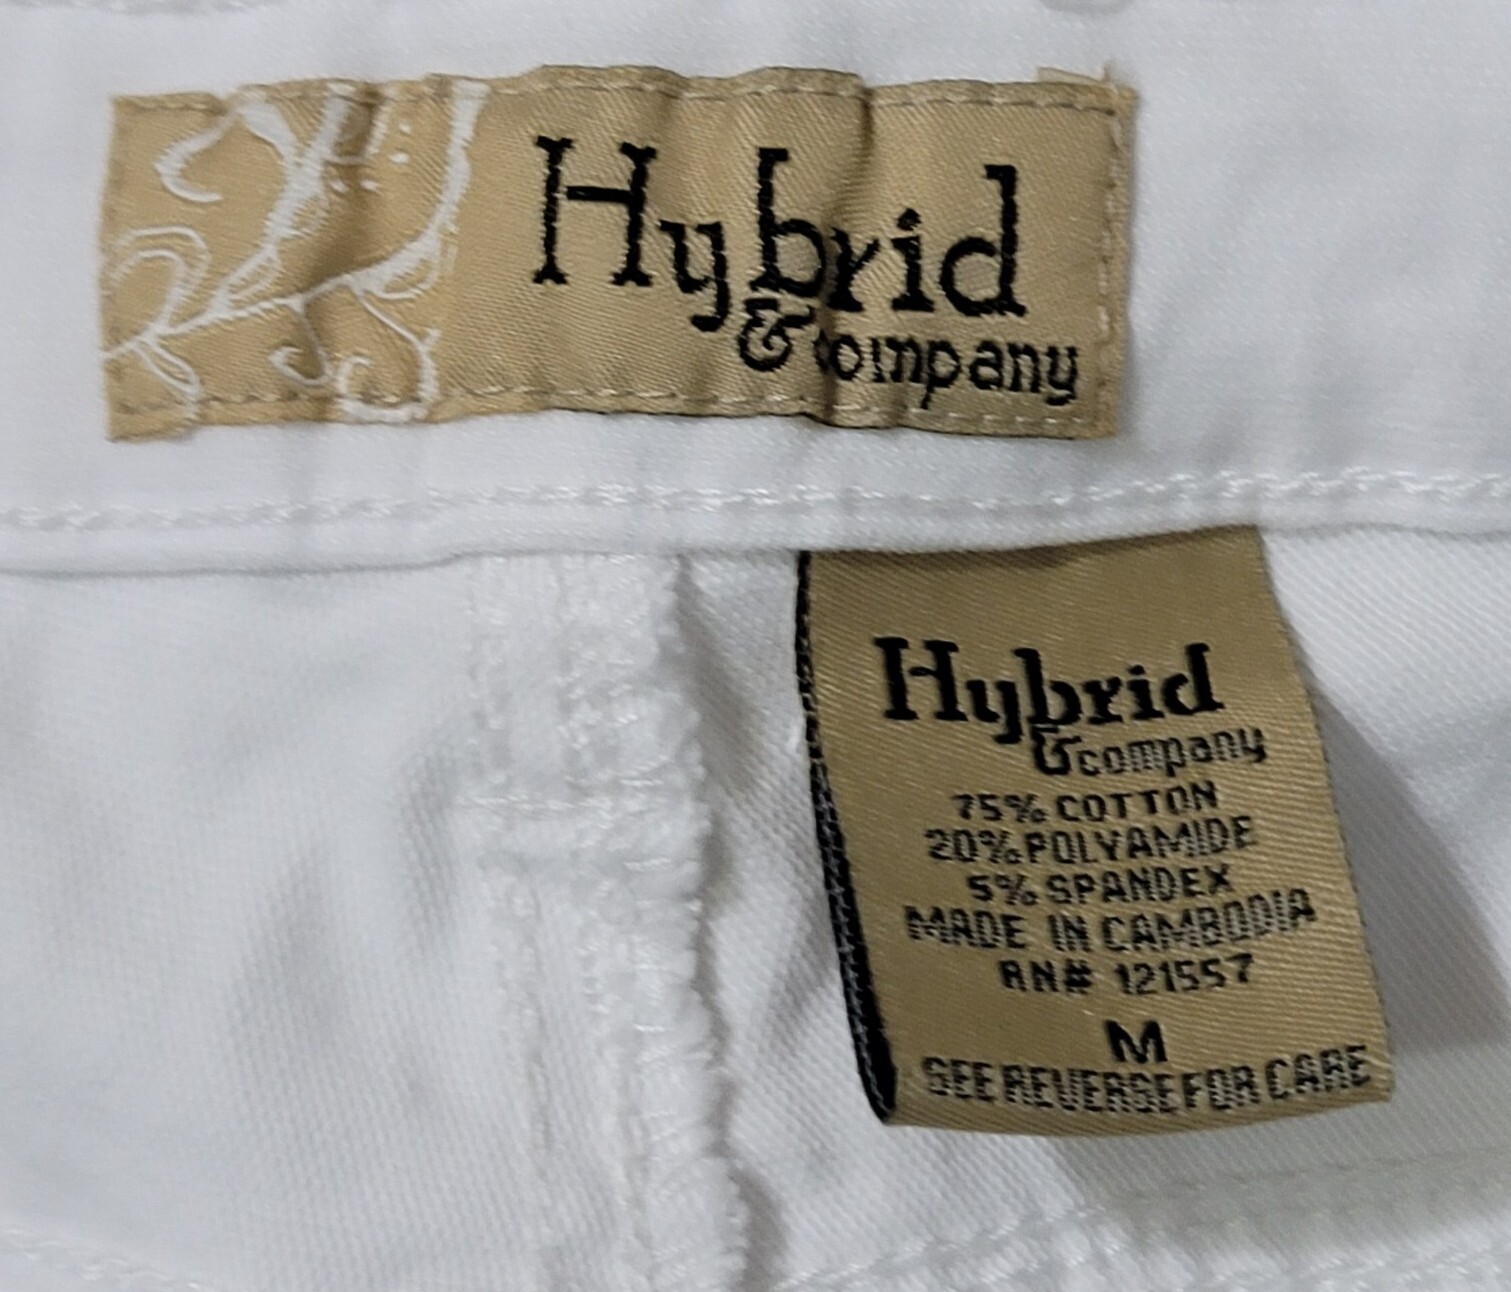 Hybrid
& company
Hybrid
& company
75% COTTON
20% POLYAMIDE
5% SPANDEX
MADE IN CAMBODIA
RN# 121557
M
SEE REVERSE FOR CARE